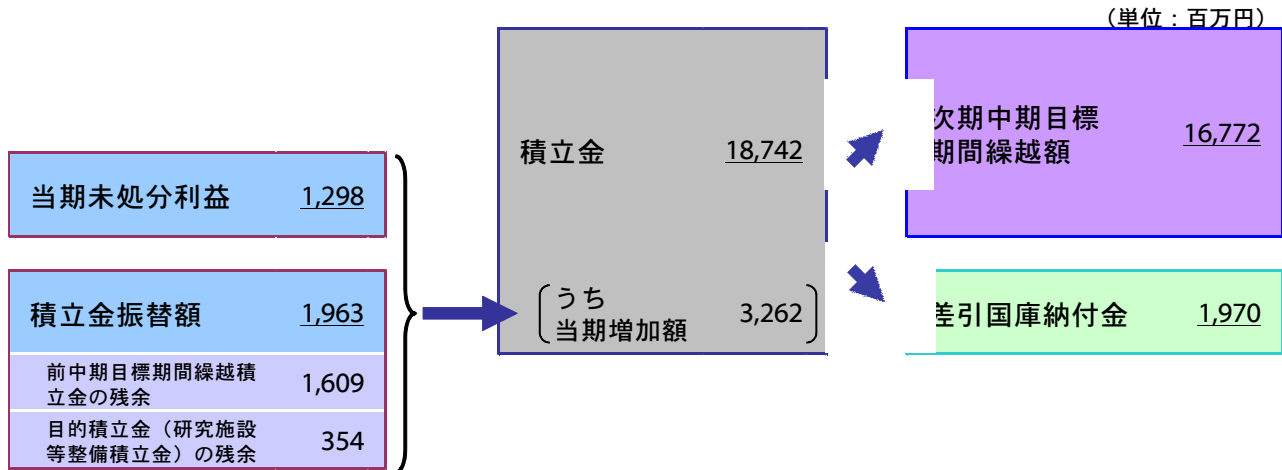 （単位：百万円）
当期未処分利益 1,298
積立金振替額 1,963
前中期目標期間繰越積
立金の残余 1,609
目的積立金（研究施設
等整備積立金）の残余 354
積立金 18,742
うち
当期増加額 3,262
次期中期目標
期間繰越額 16,772
差引国庫納付金 1,970